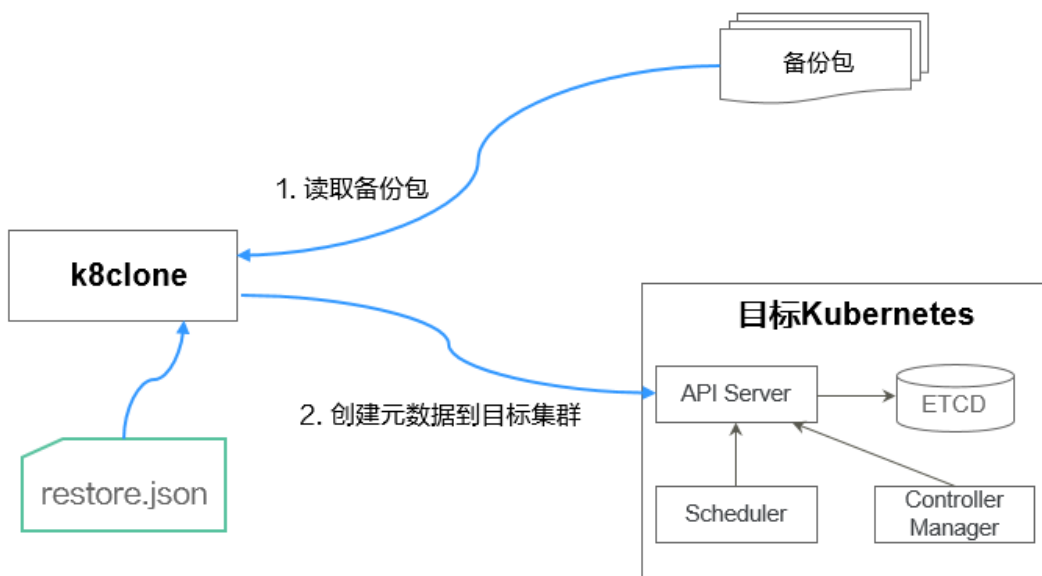 备份包
1. 读取备份包
k8clone
目标Kubernetes
API Server
ETCD
2. 创建元数据到目标集群
restore.json
Scheduler
Controller
Manager